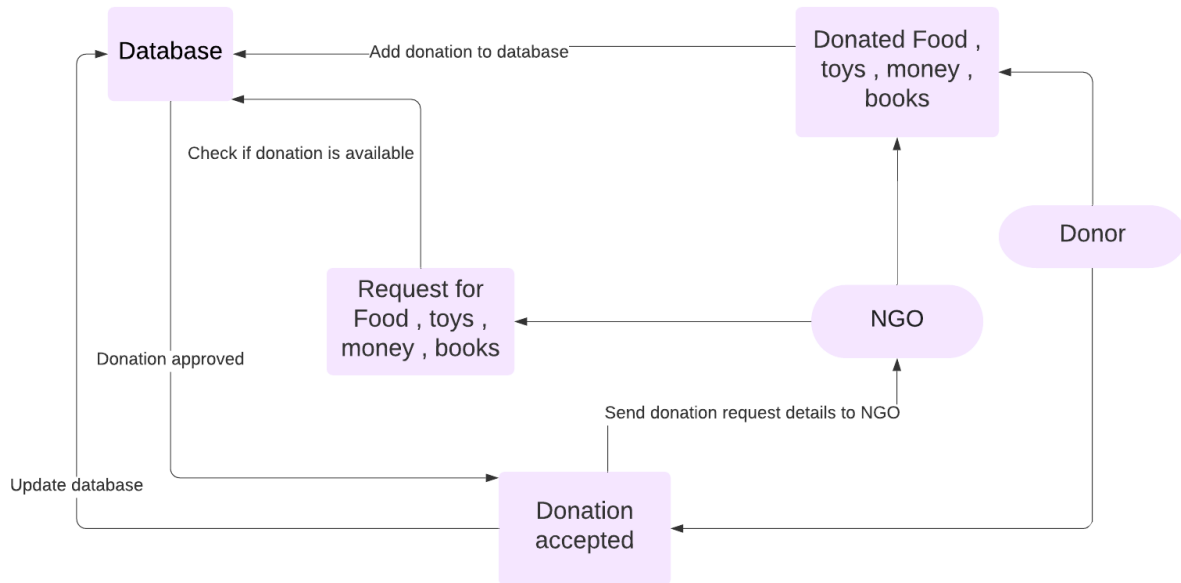 Database
Add donation to database
Donated Food ,
toys , money ,
books
Check if donation is available
Donor
Request for
Food , toys ,
money , books
NGO
Donation approved
Send donation request details to NGO
Update database
Donation
accepted